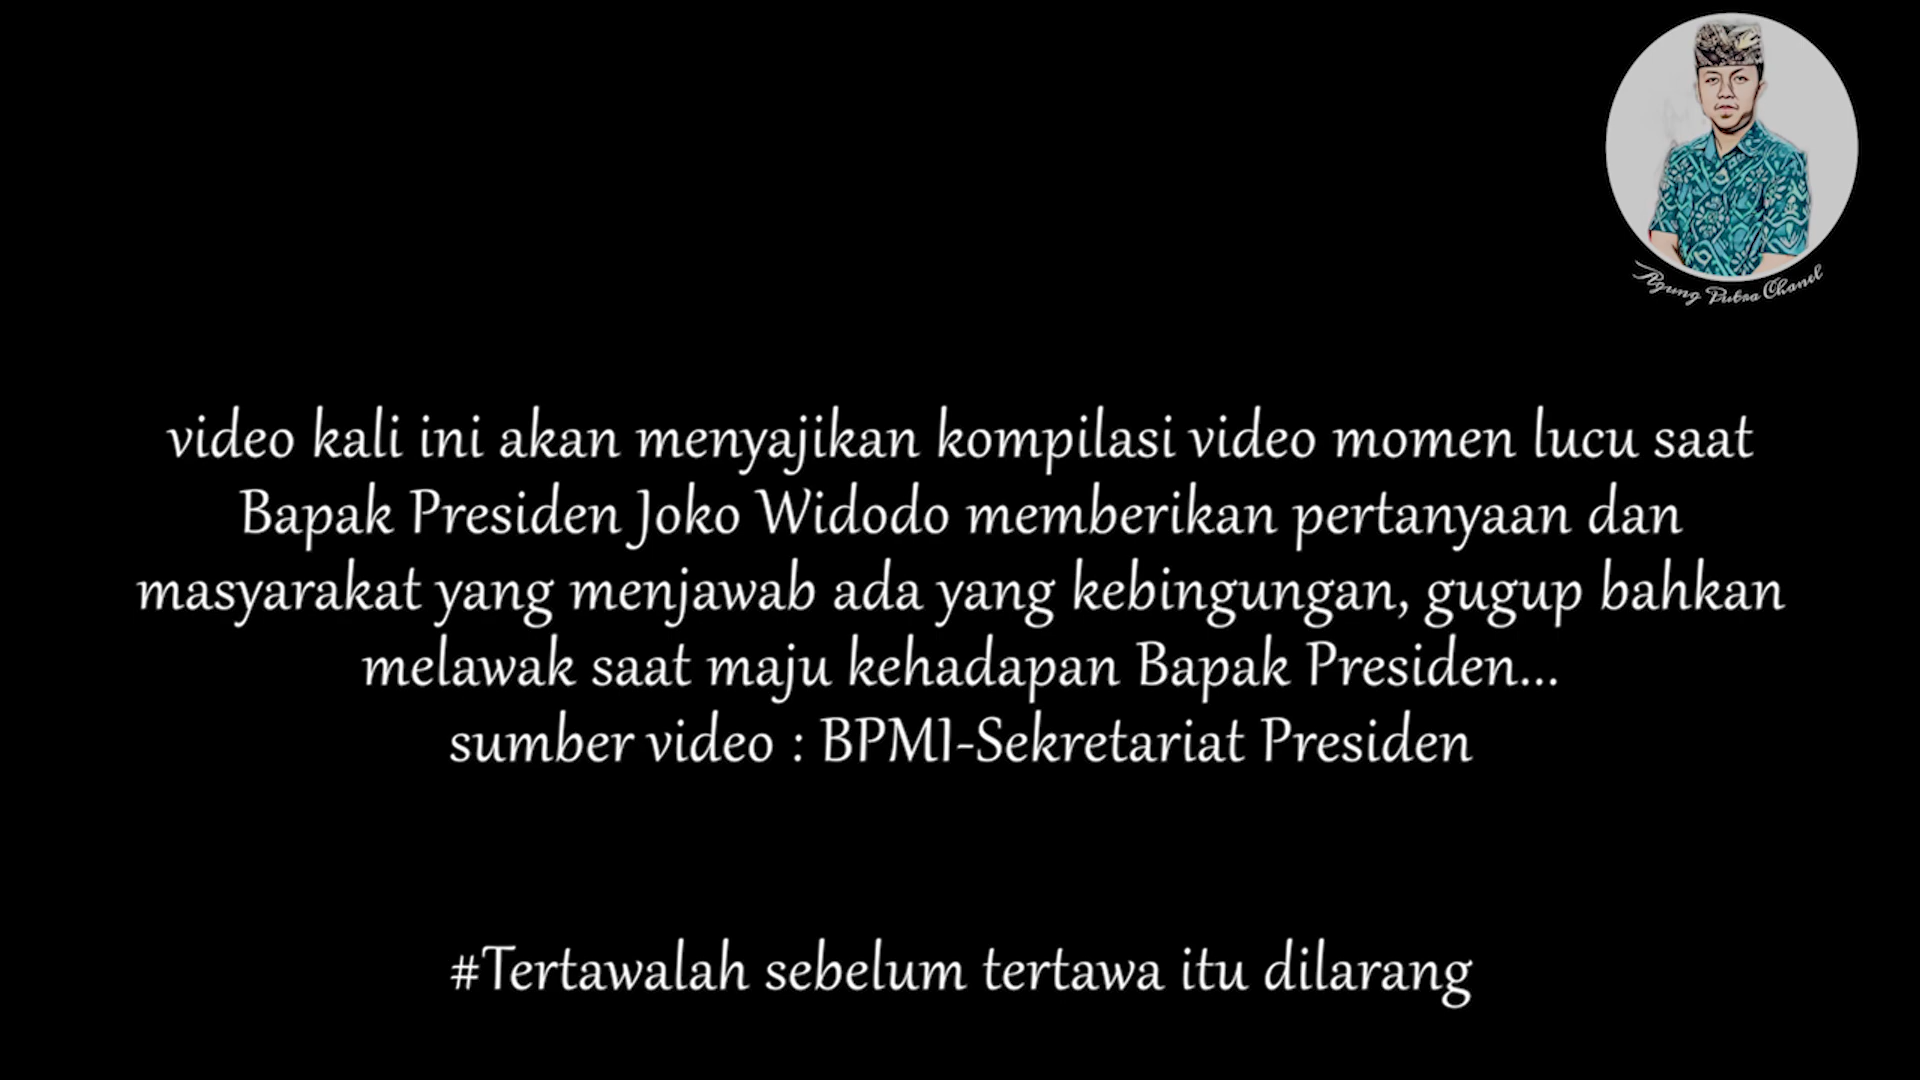 Agung Putra Chanel
video kali ini akan menyajikan kompilasi video momen lucu saat
Bapak Presiden Joko Widodo memberikan pertanyaan dan
masyarakat yang menjawab ada yang kebingungan, gugup bahkan
melawak saat maju kehadapan Bapak Presiden...
sumber video : BPMI-Sekretariat Presiden
#Tertawalah sebelum tertawa itu dilarang